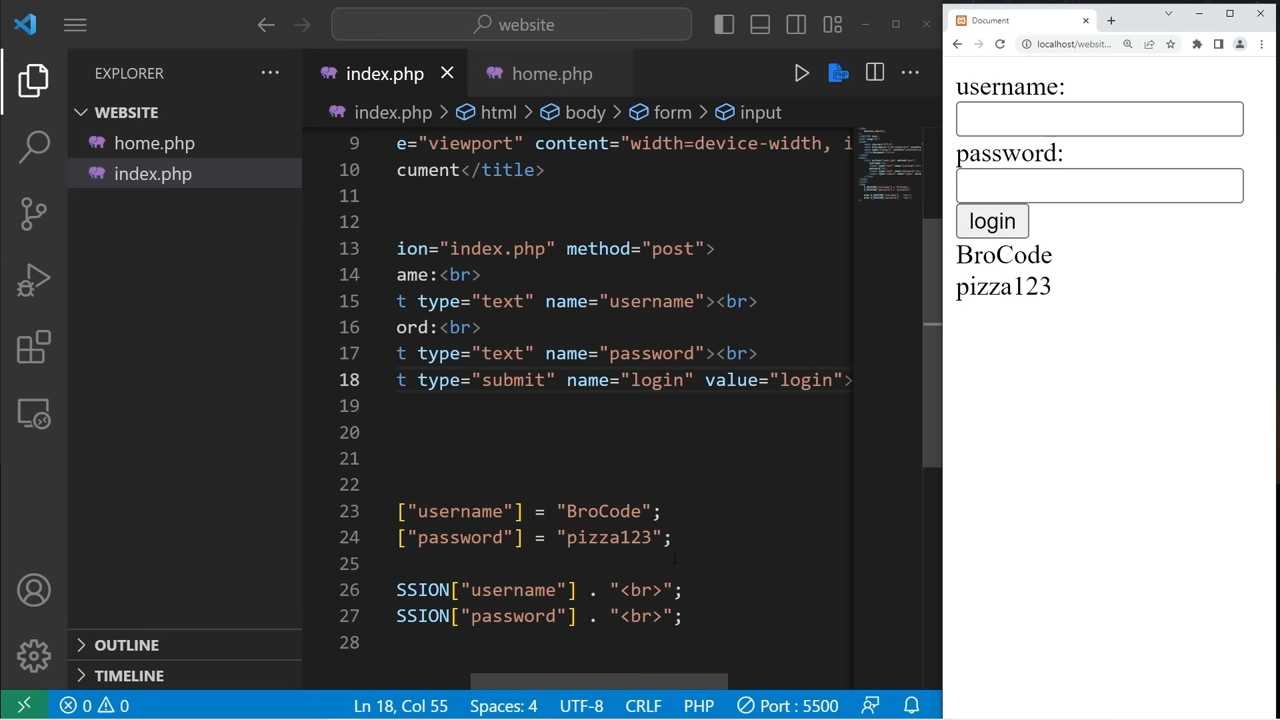 website
EXPLORER
WEBSITE
home.php
index.php
OUTLINE
TIMELINE
index.php
home.php
index.php > html > body > form > input
9 e="viewport" content="width=device-width, i
10 cument</title>
11
12
13 ion="index.php" method="post">
14 ame:<br>
15 t type="text" name="username"><br>
16 ord:<br>
17 t type="text" name="password"><br>
18 t type="submit" name="login" value="login">
19
20
21
22
23 ["username"] = "BroCode";
24 ["password"] = "pizza123";
25
26 SSION["username"] . "<br>";
27 SSION["password"] . "<br>";
28
0 0 Ln 18, Col 55 Spaces: 4 UTF-8 CRLF PHP Port : 5500
Document
localhost/websit...
username:
password:
login
BroCode
pizza123